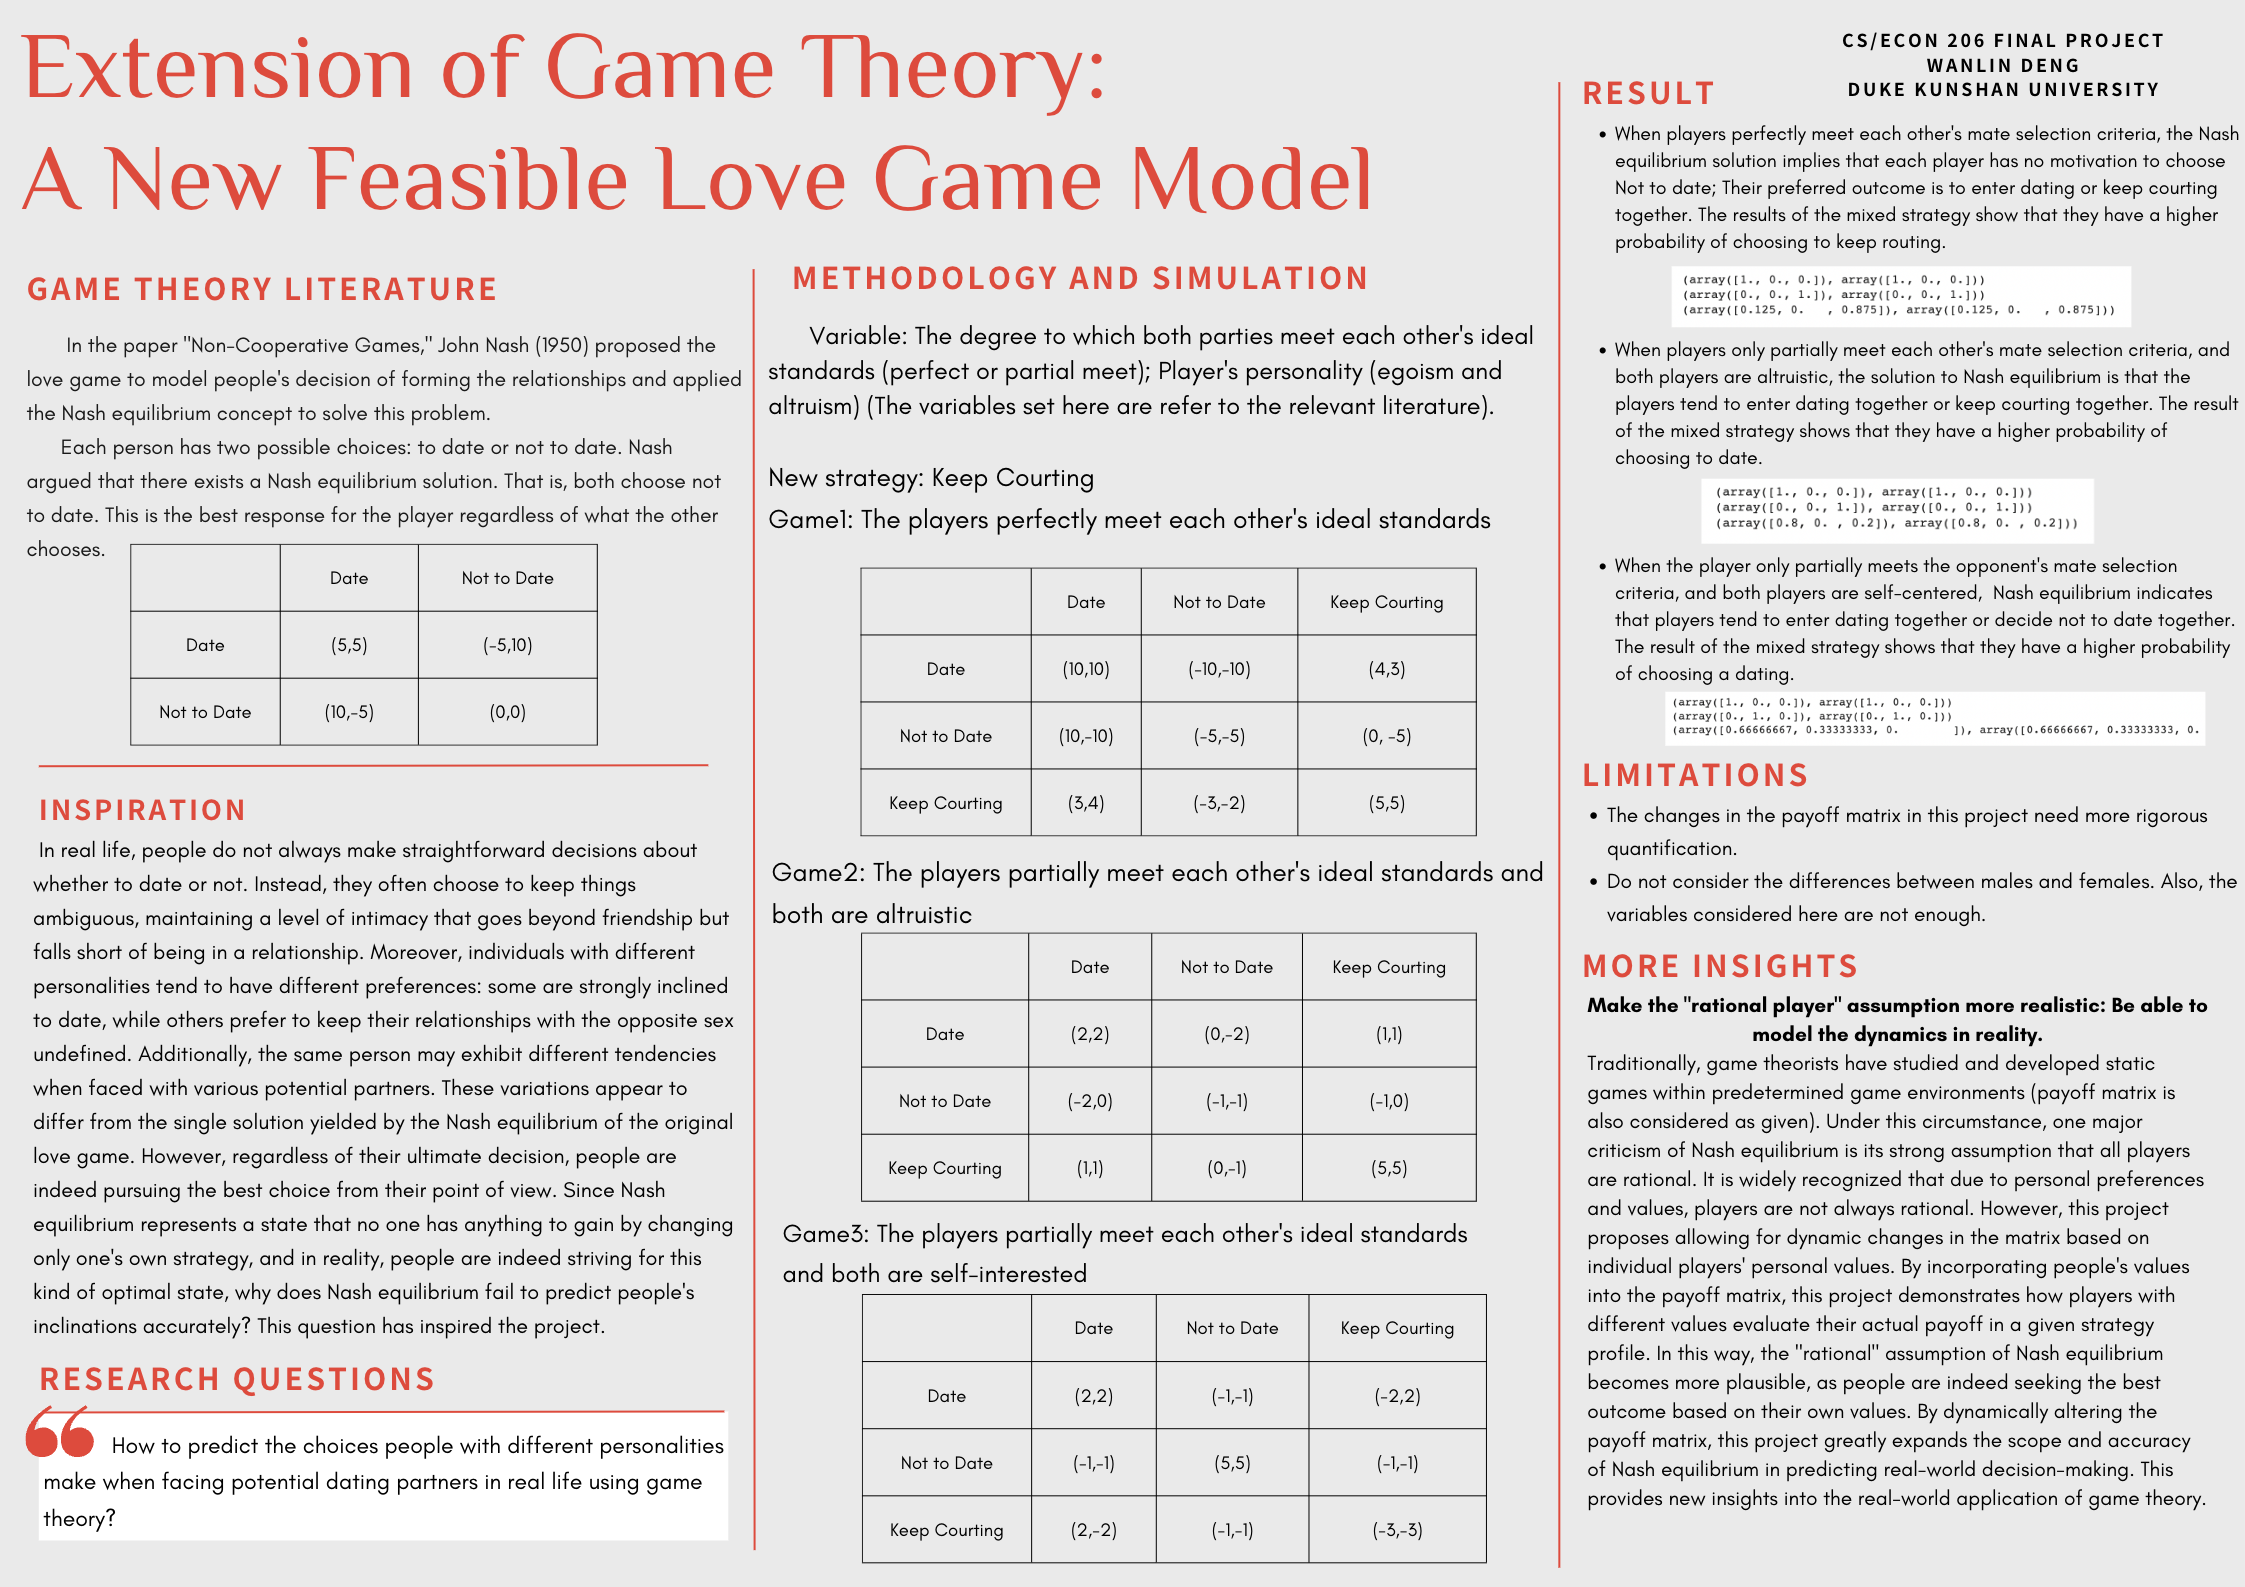 Extension of Game Theory:
A New Feasible Love Game Model
CS/ECON 206 FINAL PROJECT
WANLIN DENG
DUKE KUNSHAN UNIVERSITY
GAME THEORY LITERATURE
In the paper "Non-Cooperative Games," John Nash (1950) proposed the
love game to model people's decision of forming the relationships and applied
the Nash equilibrium concept to solve this problem.
Each person has two possible choices: to date or not to date. Nash
argued that there exists a Nash equilibrium solution. That is, both choose not
to date. This is the best response for the player regardless of what the other
chooses.
Date Not to Date
Date (5,5) (-5,10)
Not to Date (10,-5) (0,0)
INSPIRATION
In real life, people do not always make straightforward decisions about
whether to date or not. Instead, they often choose to keep things
ambiguous, maintaining a level of intimacy that goes beyond friendship but
falls short of being in a relationship. Moreover, individuals with different
personalities tend to have different preferences: some are strongly inclined
to date, while others prefer to keep their relationships with the opposite sex
undefined. Additionally, the same person may exhibit different tendencies
when faced with various potential partners. These variations appear to
differ from the single solution yielded by the Nash equilibrium of the original
love game. However, regardless of their ultimate decision, people are
indeed pursuing the best choice from their point of view. Since Nash
equilibrium represents a state that no one has anything to gain by changing
only one's own strategy, and in reality, people are indeed striving for this
kind of optimal state, why does Nash equilibrium fail to predict people's
inclinations accurately? This question has inspired the project.
RESEARCH QUESTIONS
“ How to predict the choices people with different personalities
make when facing potential dating partners in real life using game
theory?
METHODOLOGY AND SIMULATION
Variable: The degree to which both parties meet each other's ideal
standards (perfect or partial meet); Player's personality (egoism and
altruism) (The variables set here are refer to the relevant literature).
New strategy: Keep Courting
Game1: The players perfectly meet each other's ideal standards
Date Not to Date Keep Courting
Date (10,10) (-10,-10) (4,3)
Not to Date (10,-10) (-5,-5) (0, -5)
Keep Courting (3,4) (-3,-2) (5,5)
Game2: The players partially meet each other's ideal standards and
both are altruistic
Date Not to Date Keep Courting
Date (2,2) (0,-2) (1,1)
Not to Date (-2,0) (-1,-1) (-1,0)
Keep Courting (1,1) (0,-1) (5,5)
Game3: The players partially meet each other's ideal standards
and both are self-interested
Date Not to Date Keep Courting
Date (2,2) (-1,-1) (-2,2)
Not to Date (-1,-1) (5,5) (-1,-1)
Keep Courting (2,-2) (-1,-1) (-3,-3)
RESULT
• When players perfectly meet each other's mate selection criteria, the Nash
equilibrium solution implies that each player has no motivation to choose
Not to date; Their preferred outcome is to enter dating or keep courting
together. The results of the mixed strategy show that they have a higher
probability of choosing to keep routing.
(array([1., 0., 0.]), array([1., 0., 0.]))
(array([0., 0., 1.]), array([0., 0., 1.]))
(array([0.125, 0.   , 0.875]), array([0.125, 0.   , 0.875]))
• When players only partially meet each other's mate selection criteria, and
both players are altruistic, the solution to Nash equilibrium is that the
players tend to enter dating together or keep courting together. The result
of the mixed strategy shows that they have a higher probability of
choosing to date.
(array([1., 0., 0.]), array([1., 0., 0.]))
(array([0., 0., 1.]), array([0., 0., 1.]))
(array([0.8, 0. , 0.2]), array([0.8, 0. , 0.2]))
• When the player only partially meets the opponent's mate selection
criteria, and both players are self-centered, Nash equilibrium indicates
that players tend to enter dating together or decide not to date together.
The result of the mixed strategy shows that they have a higher probability
of choosing a dating.
(array([1., 0., 0.]), array([1., 0., 0.]))
(array([0., 1., 0.]), array([0., 1., 0.]))
(array([0.66666667, 0.33333333, 0.        ]), array([0.66666667, 0.33333333, 0.
LIMITATIONS
• The changes in the payoff matrix in this project need more rigorous
quantification.
• Do not consider the differences between males and females. Also, the
variables considered here are not enough.
MORE INSIGHTS
Make the "rational player" assumption more realistic: Be able to
model the dynamics in reality.
Traditionally, game theorists have studied and developed static
games within predetermined game environments (payoff matrix is
also considered as given). Under this circumstance, one major
criticism of Nash equilibrium is its strong assumption that all players
are rational. It is widely recognized that due to personal preferences
and values, players are not always rational. However, this project
proposes allowing for dynamic changes in the matrix based on
individual players' personal values. By incorporating people's values
into the payoff matrix, this project demonstrates how players with
different values evaluate their actual payoff in a given strategy
profile. In this way, the "rational" assumption of Nash equilibrium
becomes more plausible, as people are indeed seeking the best
outcome based on their own values. By dynamically altering the
payoff matrix, this project greatly expands the scope and accuracy
of Nash equilibrium in predicting real-world decision-making. This
provides new insights into the real-world application of game theory.